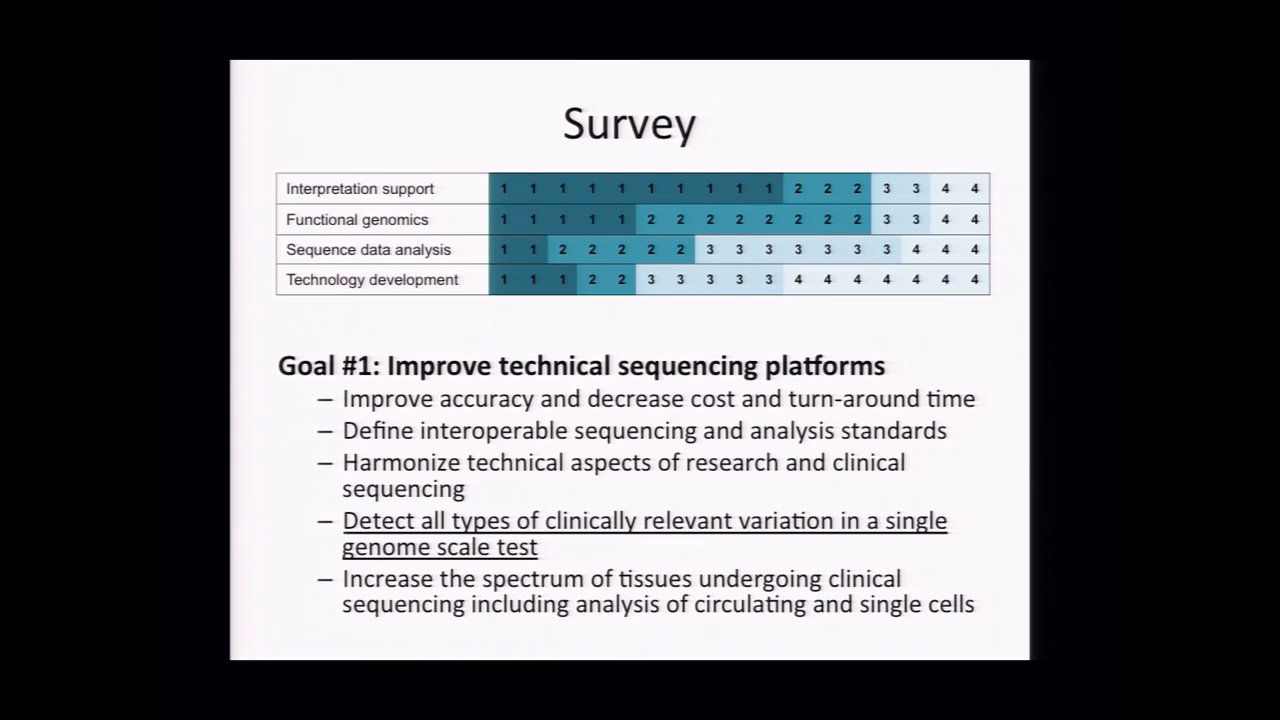 Survey
Interpretation support 1 1 1 1 1 1 1 1 1 1 2 2 2 3 3 4 4
Functional genomics 1 1 1 1 1 2 2 2 2 2 2 2 2 3 3 4 4
Sequence data analysis 1 1 2 2 2 2 2 3 3 3 3 3 3 3 4 4 4
Technology development 1 1 1 2 2 3 3 3 3 3 4 4 4 4 4 4 4
Goal #1: Improve technical sequencing platforms
– Improve accuracy and decrease cost and turn-around time
– Define interoperable sequencing and analysis standards
– Harmonize technical aspects of research and clinical
sequencing
– Detect all types of clinically relevant variation in a single
genome scale test
– Increase the spectrum of tissues undergoing clinical
sequencing including analysis of circulating and single cells